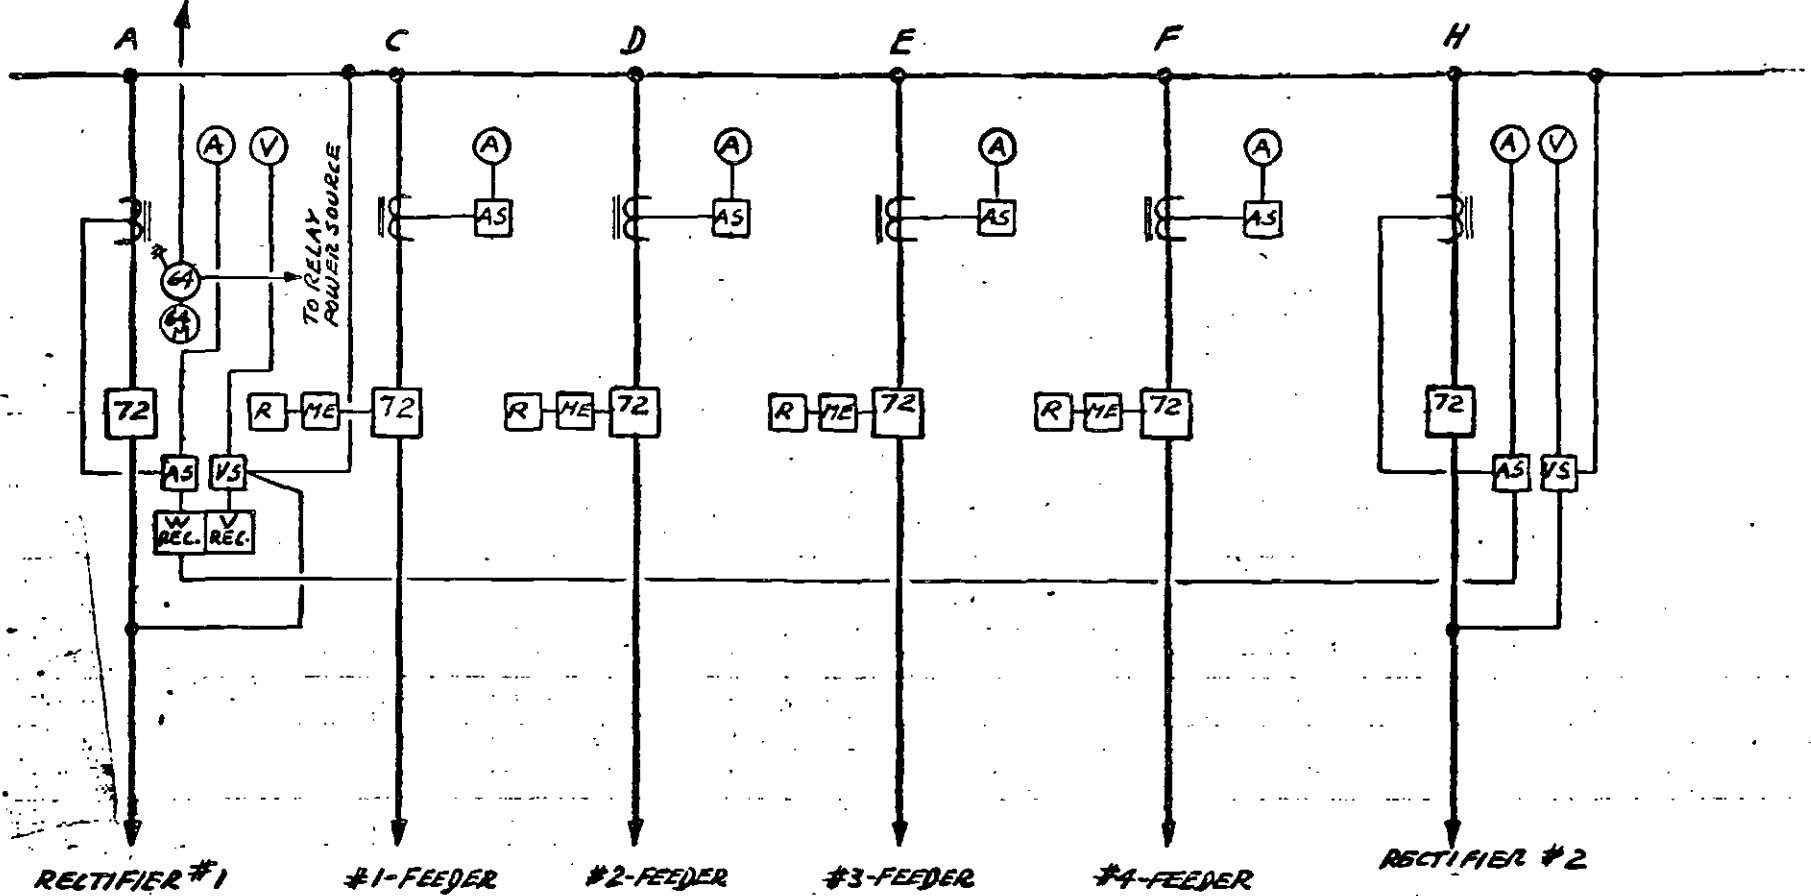 A
C
D
E
F
H
A
V
A
A
A
A
A
V
TO RELAY
POWER SOURCE
AS
AS
AS
AS
64
64
M
72
R
ME
72
R
ME
72
R
ME
72
R
ME
72
72
AS
VS
AS
VS
W
REC.
V
REC.
RECTIFIER #1
#1-FEEDER
#2-FEEDER
#3-FEEDER
#4-FEEDER
RECTIFIER #2